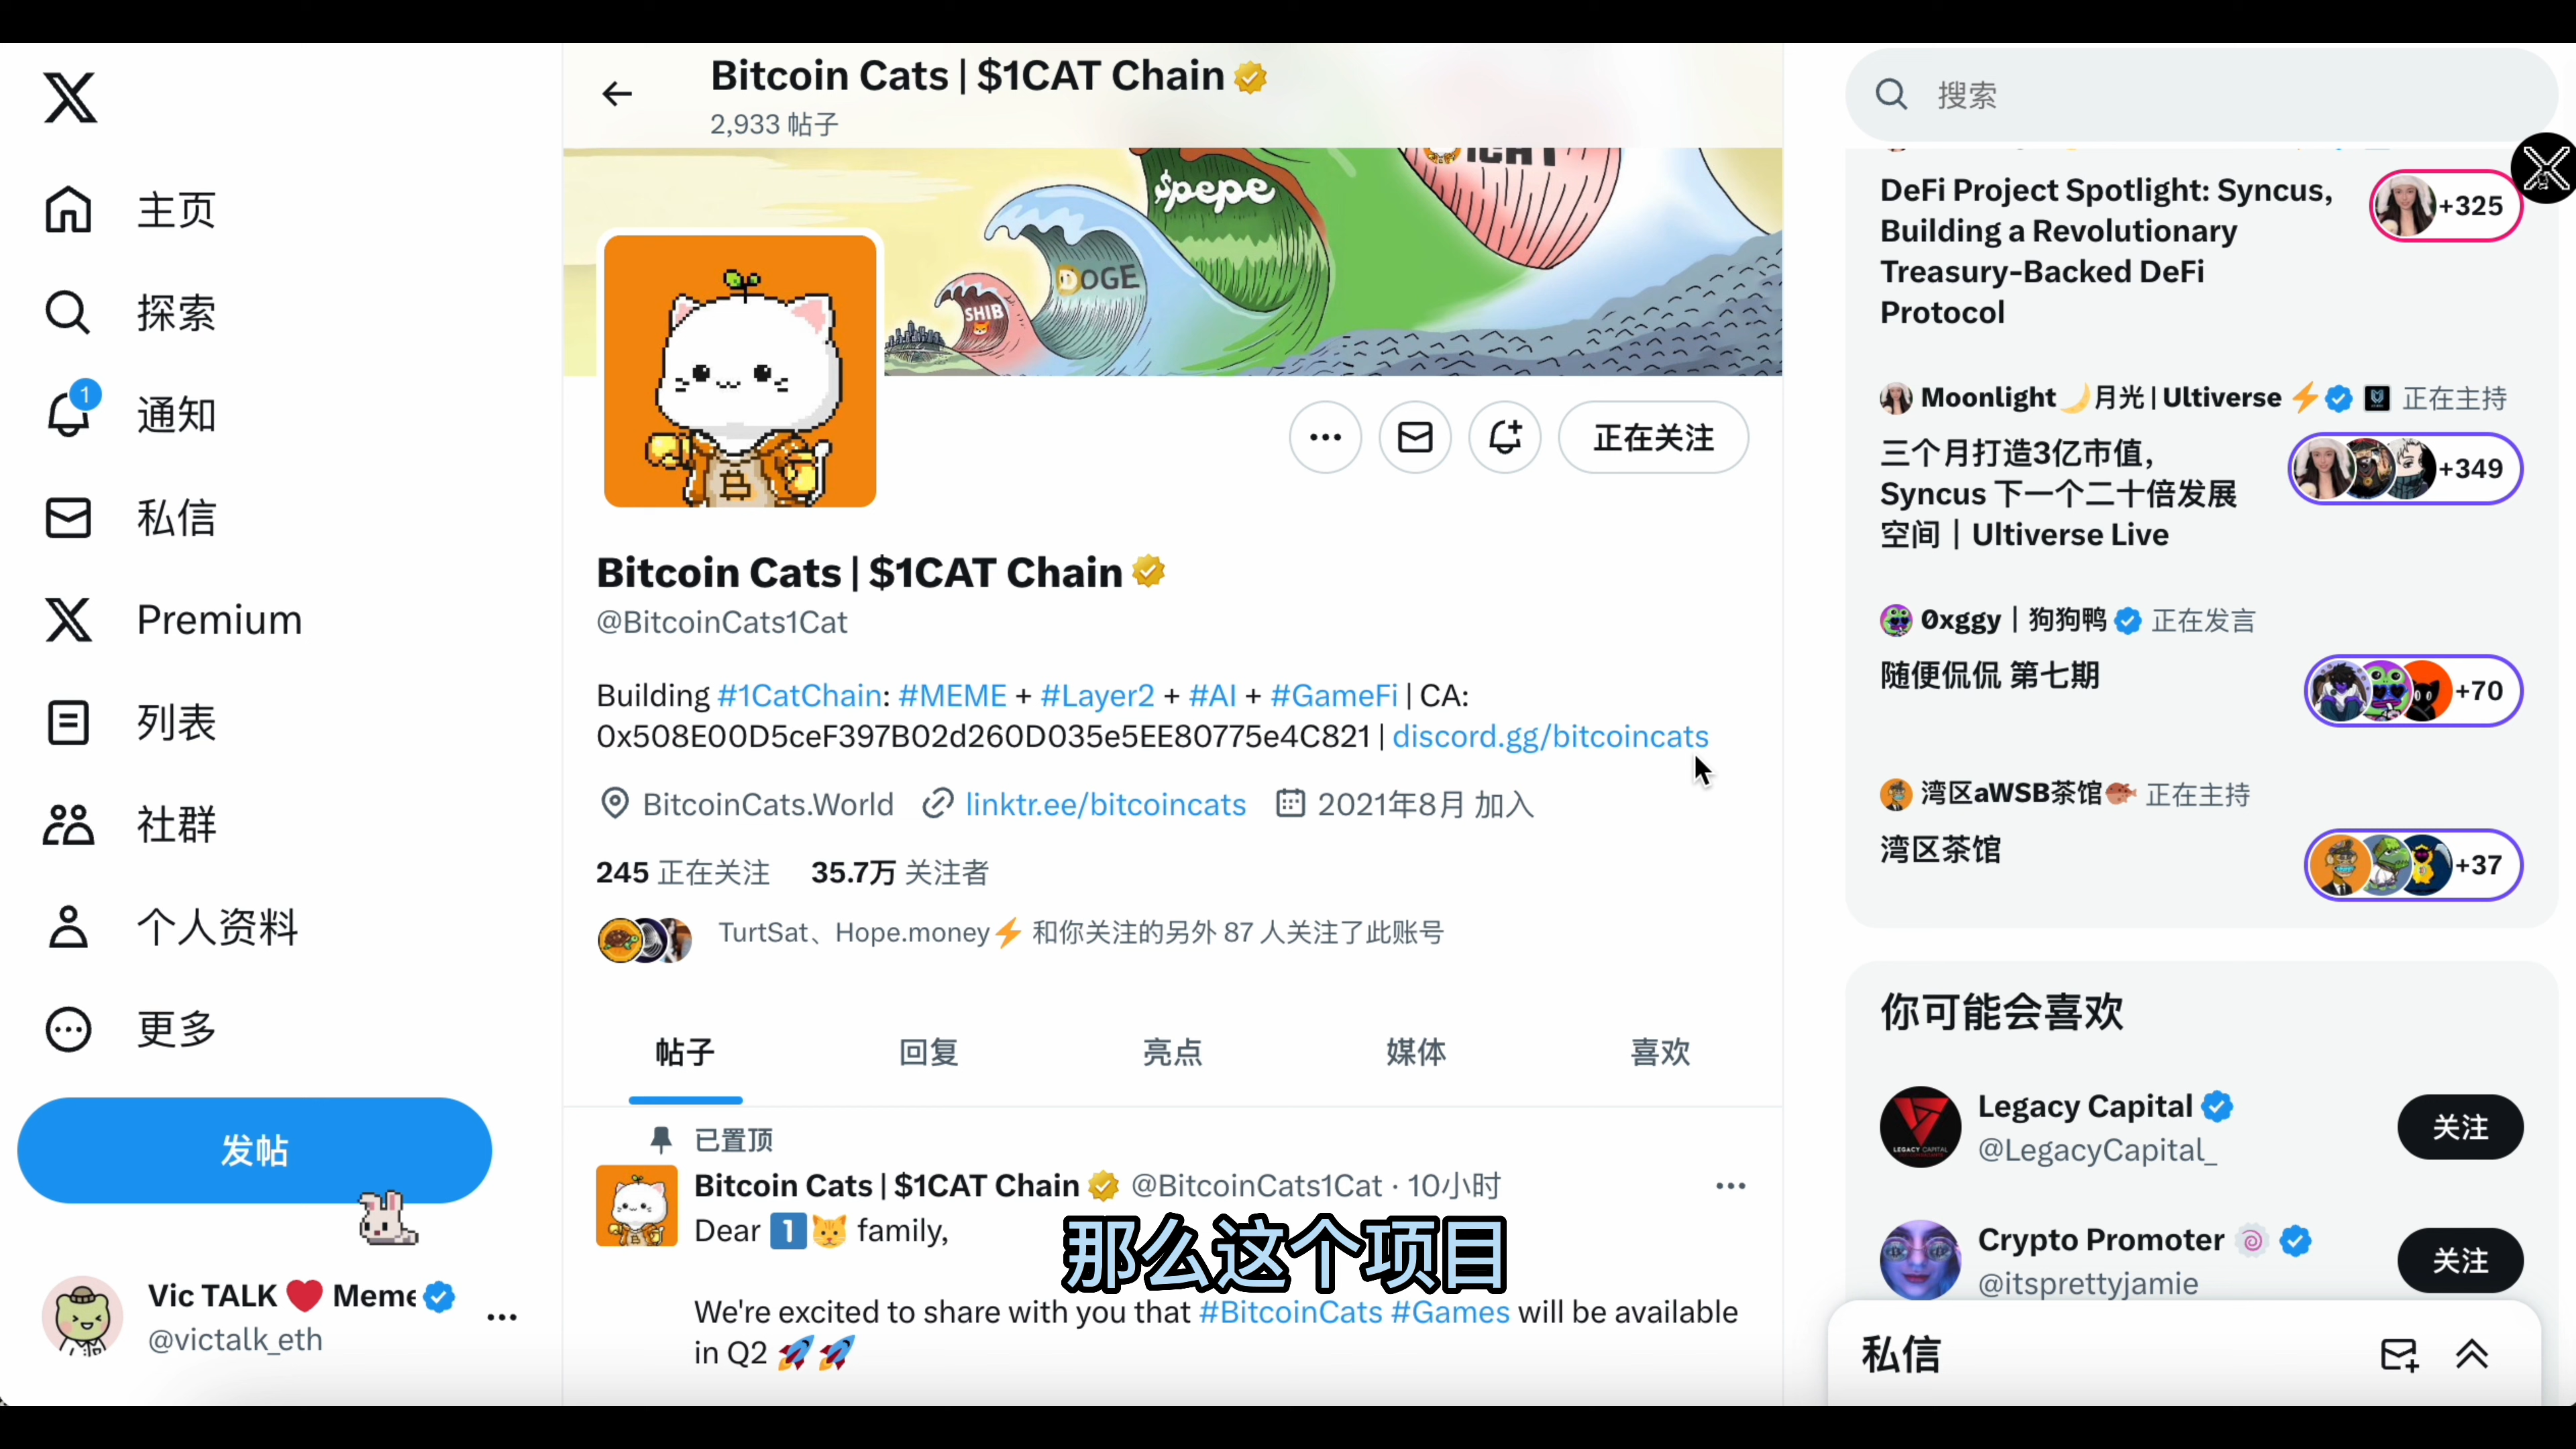 主页
探索
1
通知
私信
Premium
列表
社群
个人资料
更多
发帖
Vic TALK ❤️ Meme
@victalk_eth
Bitcoin Cats | $1CAT Chain
2,933 帖子
$pepe
DOGE
SHIB
正在关注
Bitcoin Cats | $1CAT Chain
@BitcoinCats1Cat
Building #1CatChain: #MEME + #Layer2 + #AI + #GameFi | CA:
0x508E00D5ceF397B02d260D035e5EE80775e4C821 | discord.gg/bitcoincats
BitcoinCats.World linktr.ee/bitcoincats 2021年8月 加入
245 正在关注 35.7万 关注者
TurtSat、Hope.money⚡ 和你关注的另外 87 人关注了此账号
帖子 回复 亮点 媒体 喜欢
已置顶
Bitcoin Cats | $1CAT Chain @BitcoinCats1Cat · 10小时
Dear 1️⃣🐱 family,
那么这个项目
We're excited to share with you that #BitcoinCats #Games will be available
in Q2 🚀🚀
搜索
DeFi Project Spotlight: Syncus,
Building a Revolutionary
Treasury-Backed DeFi
Protocol
+325
Moonlight 🌙月光 | Ultiverse ⚡ 正在主持
三个月打造3亿市值，
Syncus 下一个二十倍发展
空间｜Ultiverse Live
+349
0xggy｜狗狗鸭 正在发言
随便侃侃 第七期
+70
湾区aWSB茶馆🐡 正在主持
湾区茶馆
+37
你可能会喜欢
Legacy Capital
@LegacyCapital_
关注
Crypto Promoter
@itsprettyjamie
关注
私信